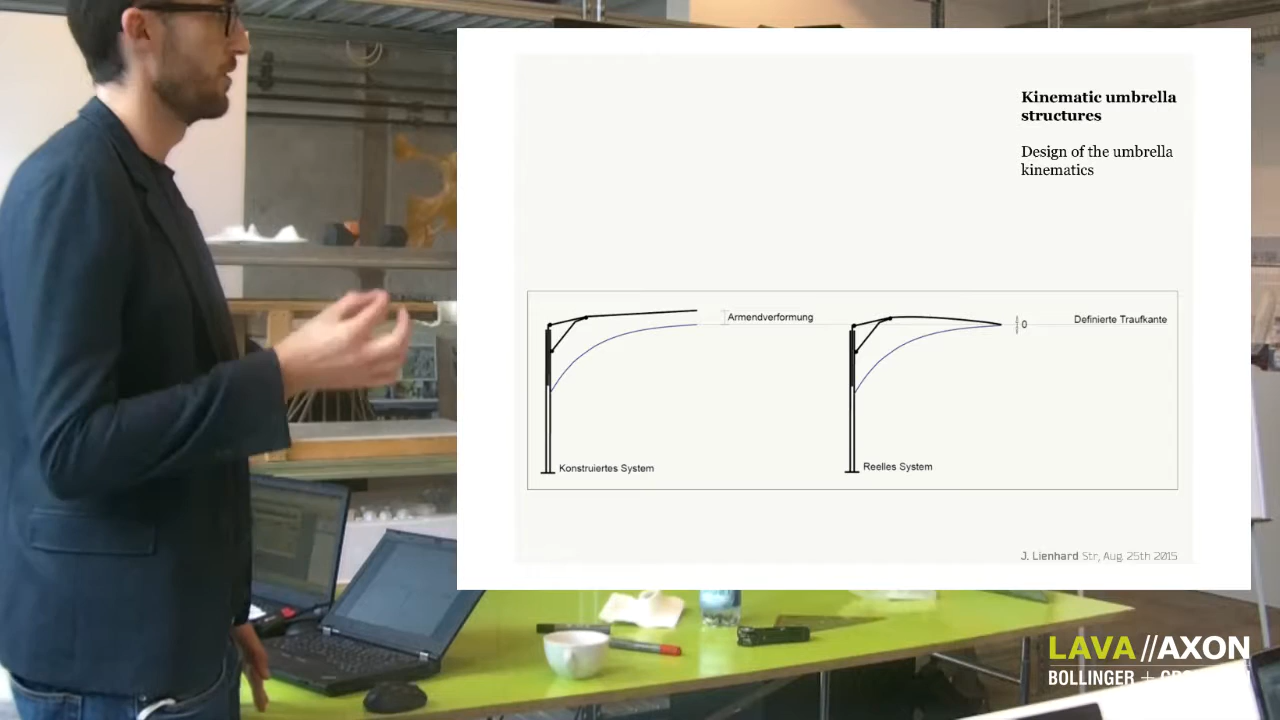 Kinematic umbrella
structures
Design of the umbrella
kinematics
Armendverformung
0
Definierte Traufkante
Konstruiertes System
Reelles System
J. Lienhard Str, Aug. 25th 2015
LAVA//AXON
BOLLINGER +